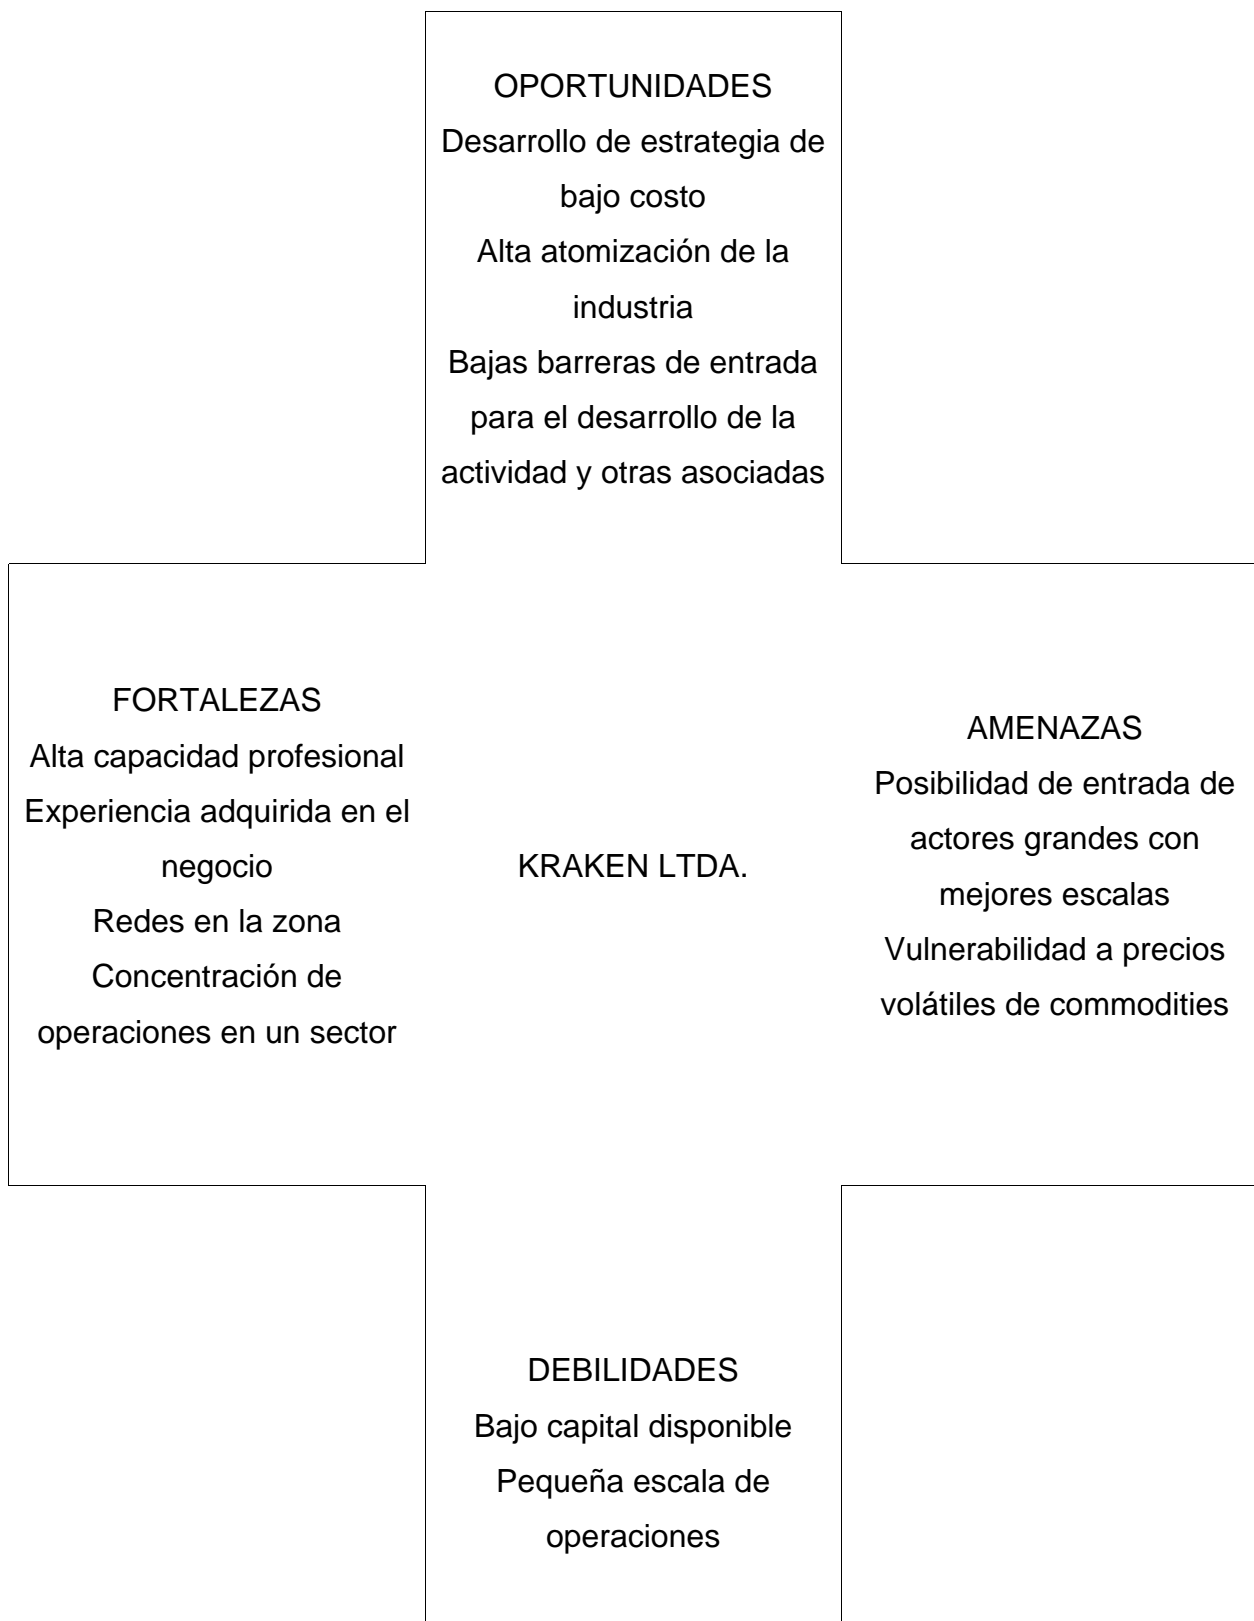 OPORTUNIDADES
Desarrollo de estrategia de
bajo costo
Alta atomización de la
industria
Bajas barreras de entrada
para el desarrollo de la
actividad y otras asociadas
FORTALEZAS
Alta capacidad profesional
Experiencia adquirida en el
negocio
Redes en la zona
Concentración de
operaciones en un sector
KRAKEN LTDA.
AMENAZAS
Posibilidad de entrada de
actores grandes con
mejores escalas
Vulnerabilidad a precios
volátiles de commodities
DEBILIDADES
Bajo capital disponible
Pequeña escala de
operaciones